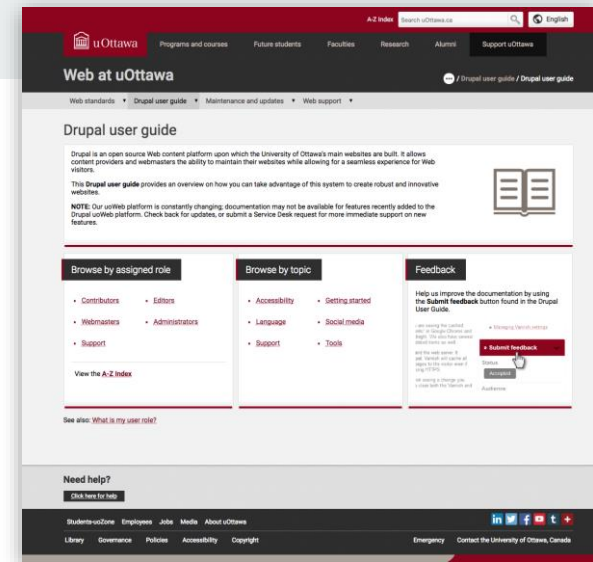 A-Z Index Search uOttawa.ca English
uOttawa Programs and courses Future students Faculties Research Alumni Support uOttawa
Web at uOttawa
/ Drupal user guide / Drupal user guide
Web standards Drupal user guide Maintenance and updates Web support
Drupal user guide
Drupal is an open source Web content platform upon which the University of Ottawa's main websites are built. It allows
content providers and webmasters the ability to maintain their websites while allowing for a seamless experience for Web
visitors.
This Drupal user guide provides an overview on how you can take advantage of this system to create robust and innovative
websites.
NOTE: Our uoWeb platform is constantly changing; documentation may not be available for features recently added to the
Drupal uoWeb platform. Check back for updates, or submit a Service Desk request for more immediate support on new
features.
Browse by assigned role
• Contributors • Editors
• Webmasters • Administrators
• Support
View the A-Z Index
Browse by topic
• Accessibility • Getting started
• Language • Social media
• Support • Tools
Feedback
Help us improve the documentation by using
the Submit feedback button found in the Drupal
User Guide.
• Managing Varnish settings
• Submit feedback
Status
Accepted
Audience
See also: What is my user role?
Need help?
Click here for help
Students-uoZone Employees Jobs Media About uOttawa
Library Governance Policies Accessibility Copyright
Emergency Contact the University of Ottawa, Canada